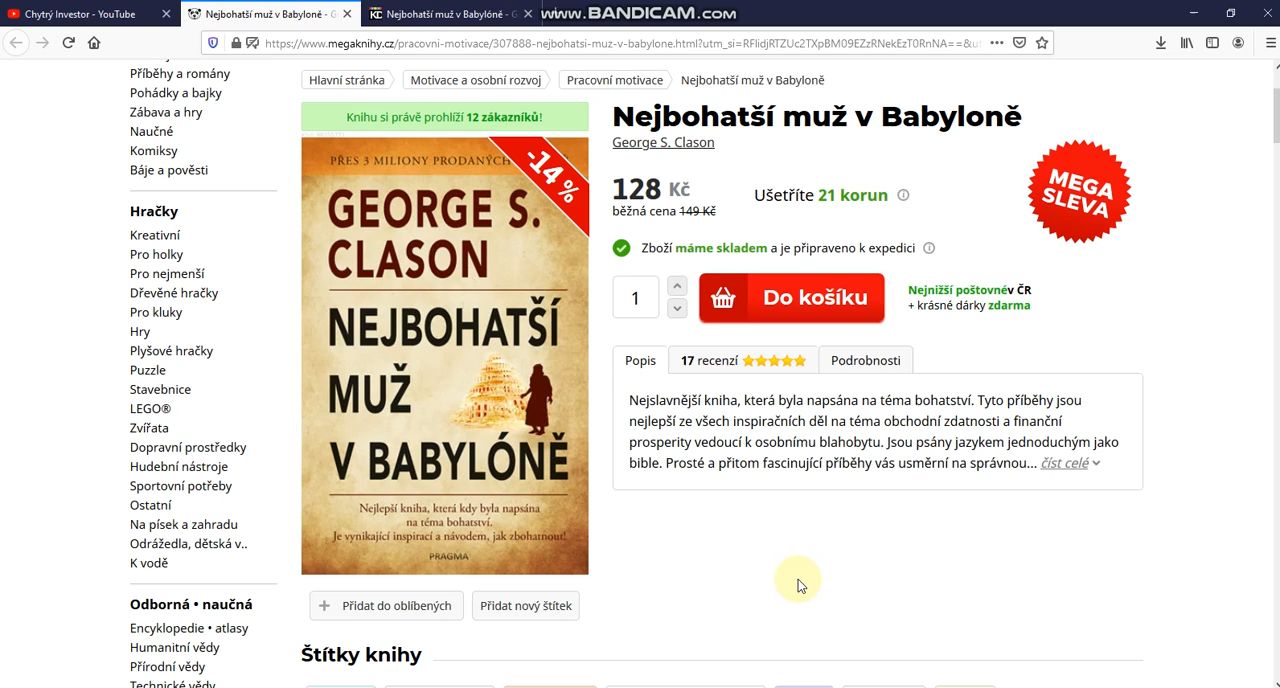 Chytrý Investor - YouTube
Nejbohatší muž v Babyloně - G
Nejbohatší muž v Babylóně - G
www.BANDICAM.com
https://www.megaknihy.cz/pracovni-motivace/307888-nejbohatsi-muz-v-babylone.html?utm_si=RFlidjRTZUc2TXpBM09EZzRNekEzT0RnNA==&u
Příběhy a romány
Pohádky a bajky
Zábava a hry
Naučné
Komiksy
Báje a pověsti
Hračky
Kreativní
Pro holky
Pro nejmenší
Dřevěné hračky
Pro kluky
Hry
Plyšové hračky
Puzzle
Stavebnice
LEGO®
Zvířata
Dopravní prostředky
Hudební nástroje
Sportovní potřeby
Ostatní
Na písek a zahradu
Odrážedla, dětská v..
K vodě
Odborná • naučná
Encyklopedie • atlasy
Humanitní vědy
Přírodní vědy
Technické vědy
Hlavní stránka
Motivace a osobní rozvoj
Pracovní motivace
Nejbohatší muž v Babyloně
Knihu si právě prohlíží 12 zákazníků!
PŘES 3 MILIONY PRODANÝCH
-14 %
GEORGE S.
CLASON
NEJBOHATŠÍ
MUŽ
V BABYLÓNĚ
Nejlepší kniha, která kdy byla napsána
na téma bohatství.
Je vynikající inspirací a návodem, jak zbohatnout!
PRAGMA
Přidat do oblíbených
Přidat nový štítek
Štítky knihy
Nejbohatší muž v Babyloně
George S. Clason
128 Kč
běžná cena 149 Kč
Ušetříte 21 korun
MEGA
SLEVA
Zboží máme skladem a je připraveno k expedici
1
Do košíku
Nejnižší poštovnév ČR
+ krásné dárky zdarma
Popis
17 recenzí
Podrobnosti
Nejslavnější kniha, která byla napsána na téma bohatství. Tyto příběhy jsou
nejlepší ze všech inspiračních děl na téma obchodní zdatnosti a finanční
prosperity vedoucí k osobnímu blahobytu. Jsou psány jazykem jednoduchým jako
bible. Prosté a přitom fascinující příběhy vás usměrní na správnou... číst celé